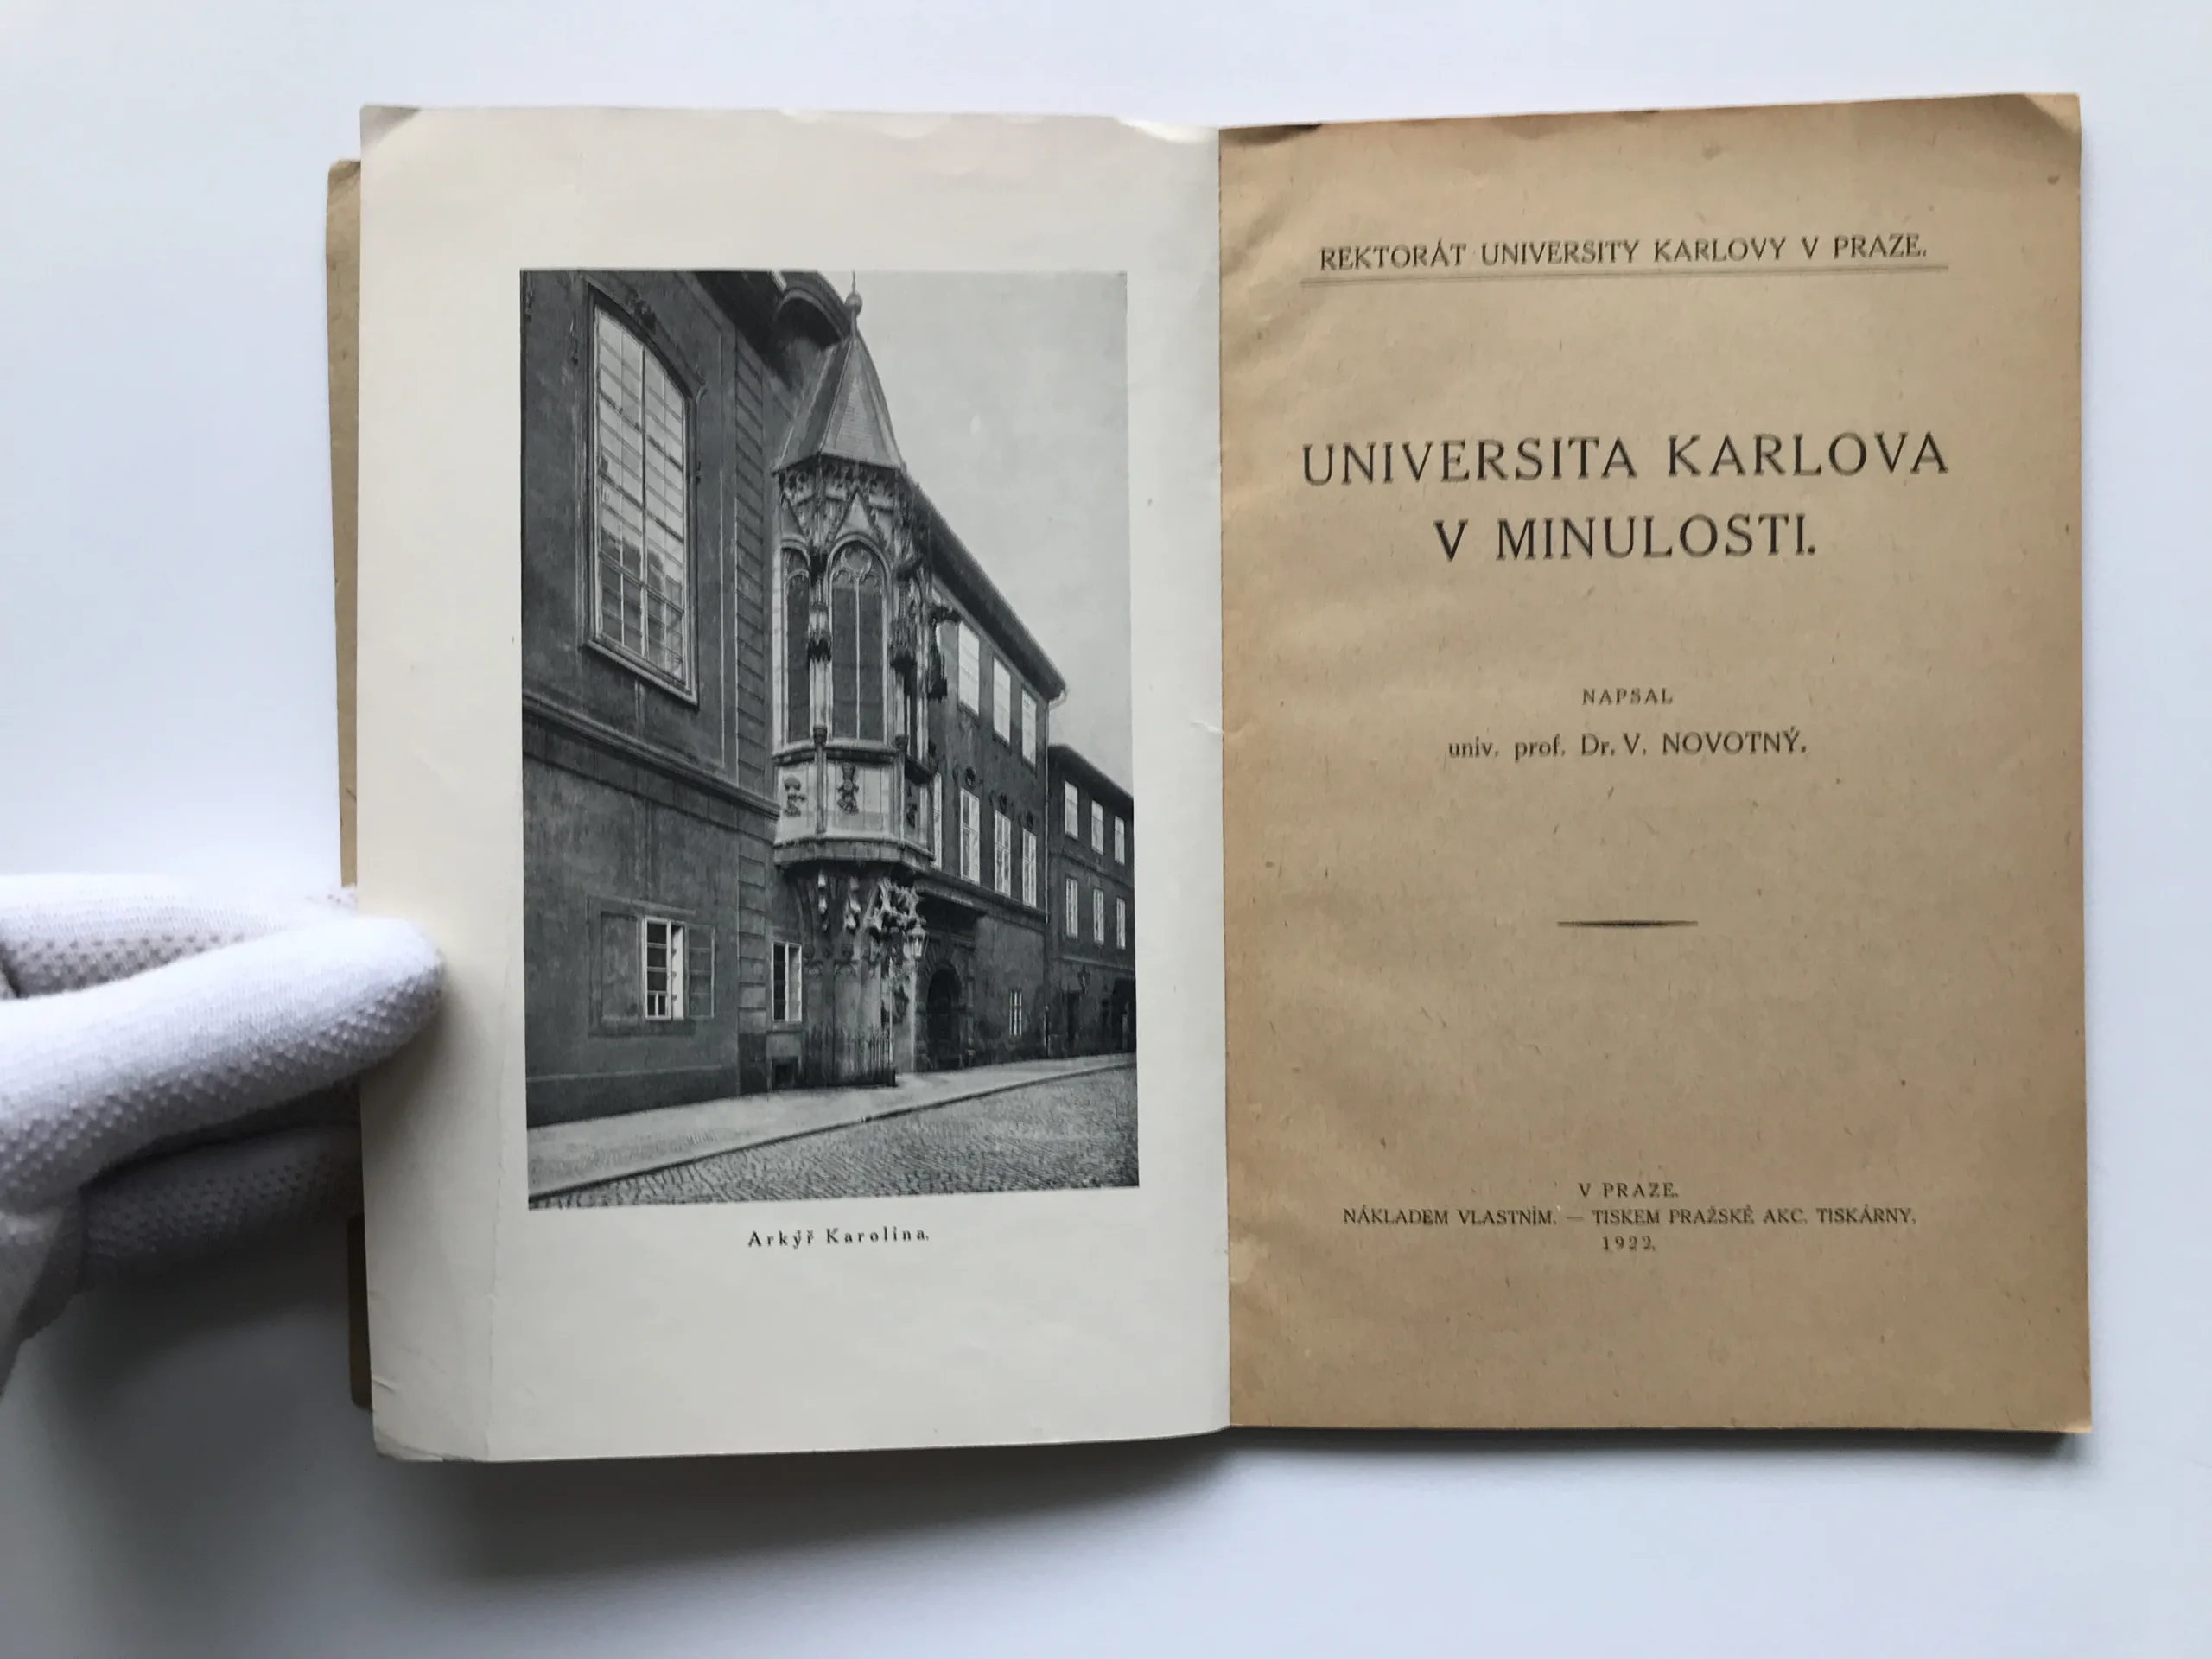 Arkýř Karolina.
REKTORÁT UNIVERSITY KARLOVY V PRAZE.
UNIVERSITA KARLOVA
V MINULOSTI.
NAPSAL
univ. prof. Dr. V. NOVOTNÝ.
V PRAZE.
NÁKLADEM VLASTNÍM. — TISKEM PRAŽSKÉ AKC. TISKÁRNY.
1922.